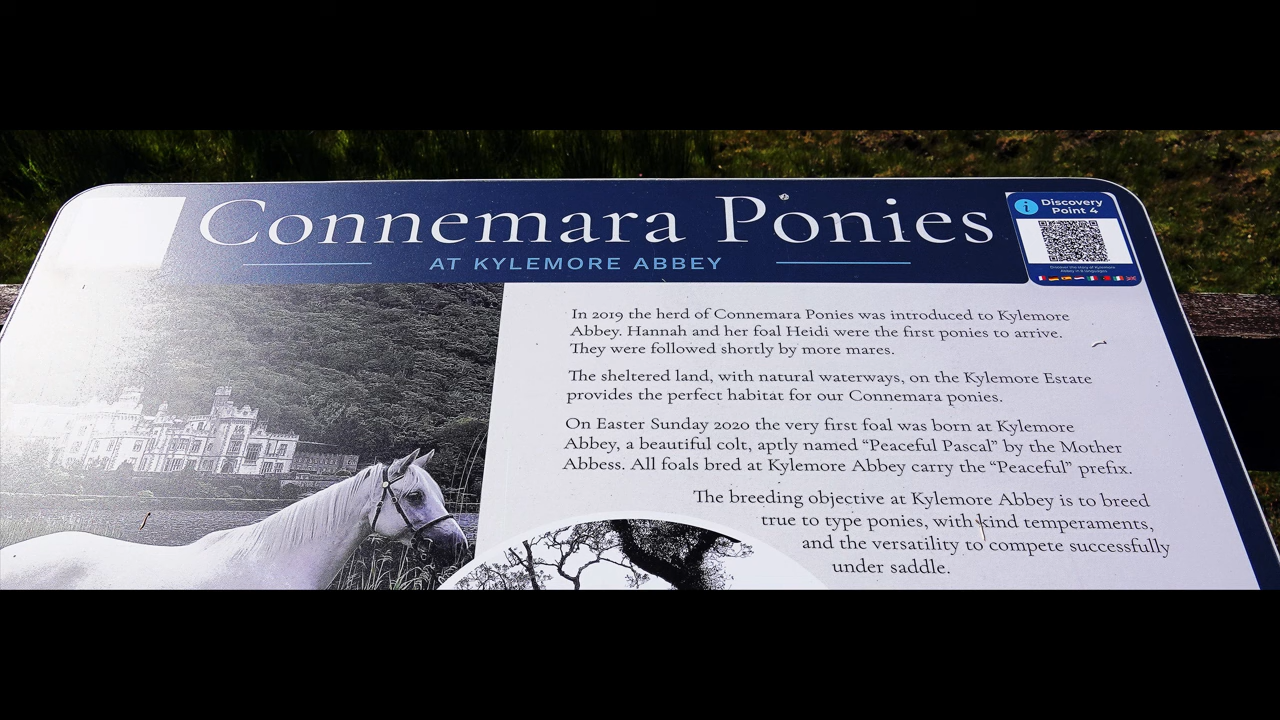 Connemara Ponies
AT KYLEMORE ABBEY
Discovery
Point 4
In 2019 the herd of Connemara Ponies was introduced to Kylemore
Abbey. Hannah and her foal Heidi were the first ponies to arrive.
They were followed shortly by more mares.
The sheltered land, with natural waterways, on the Kylemore Estate
provides the perfect habitat for our Connemara ponies.
On Easter Sunday 2020 the very first foal was born at Kylemore
Abbey, a beautiful colt, aptly named “Peaceful Pascal” by the Mother
Abbess. All foals bred at Kylemore Abbey carry the “Peaceful” prefix.
The breeding objective at Kylemore Abbey is to breed
true to type ponies, with kind temperaments,
and the versatility to compete successfully
under saddle.